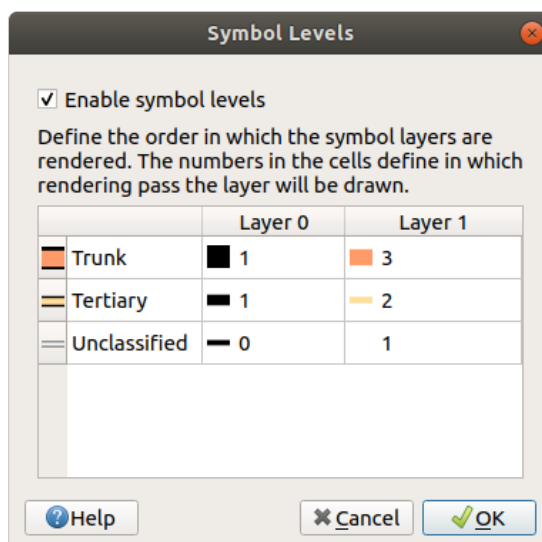 Symbol Levels
Enable symbol levels
Define the order in which the symbol layers are
rendered. The numbers in the cells define in which
rendering pass the layer will be drawn.
Layer 0 Layer 1
Trunk 1 3
Tertiary 1 2
Unclassified 0 1
Help Cancel OK